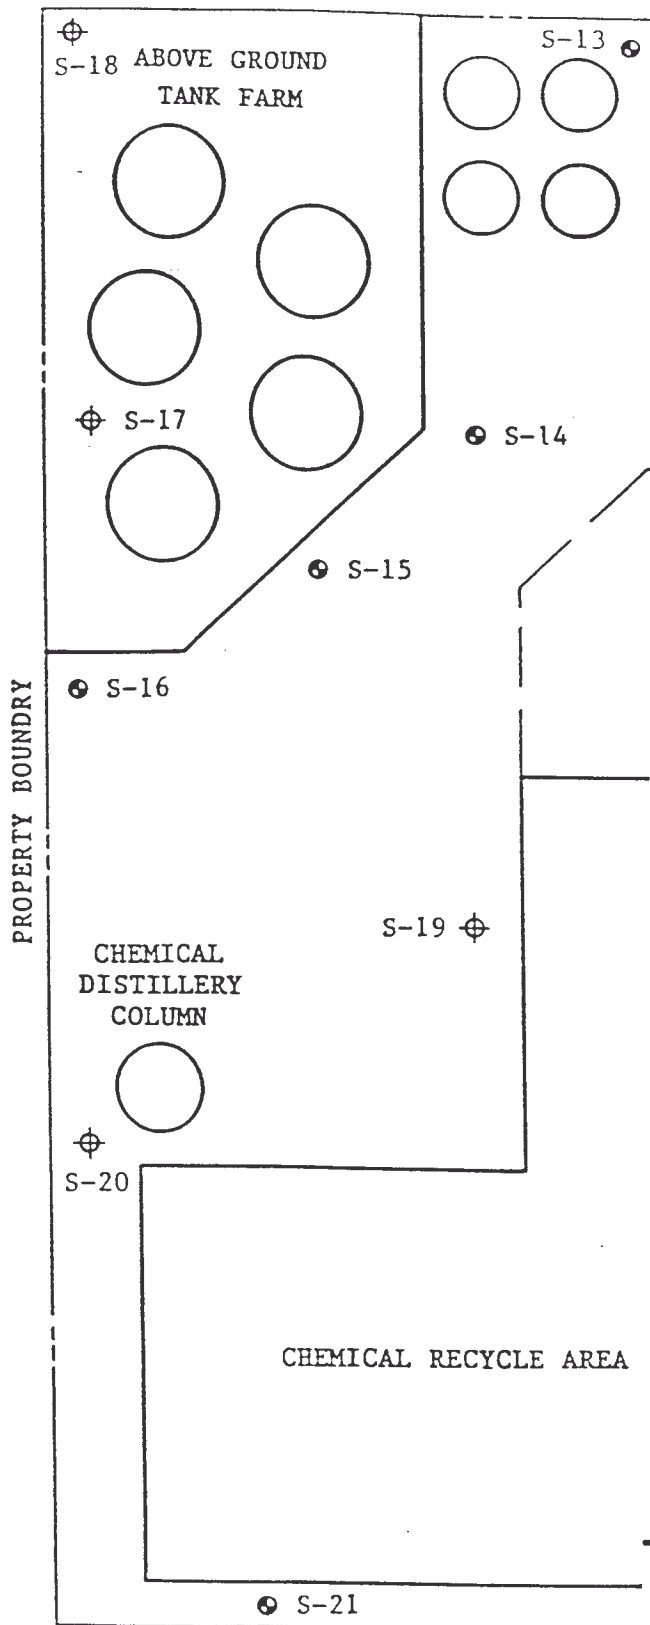 S-13
S-18
ABOVE GROUND
TANK FARM
S-17
S-14
S-15
S-16
PROPERTY BOUNDRY
S-19
CHEMICAL
DISTILLERY
COLUMN
S-20
CHEMICAL RECYCLE AREA
S-21